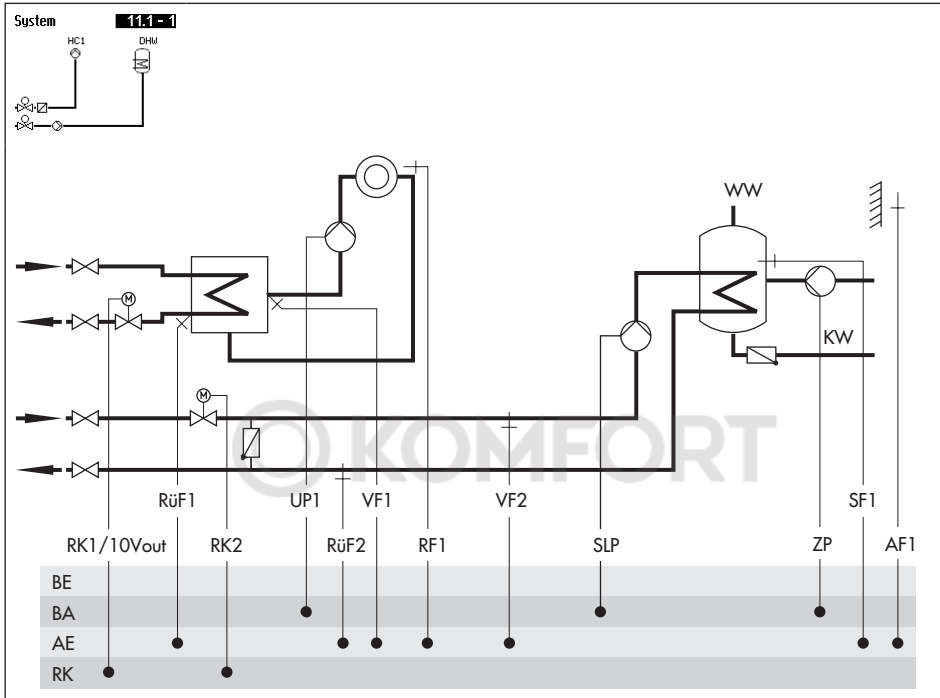 System 11.1 - 1
HC1 DHW
WW
M
KW
M
KOMFORT
RüF1 UP1 VF1 VF2 SF1
RK1/10Vout RK2 RüF2 RF1 SLP ZP AF1
BE
BA
AE
RK